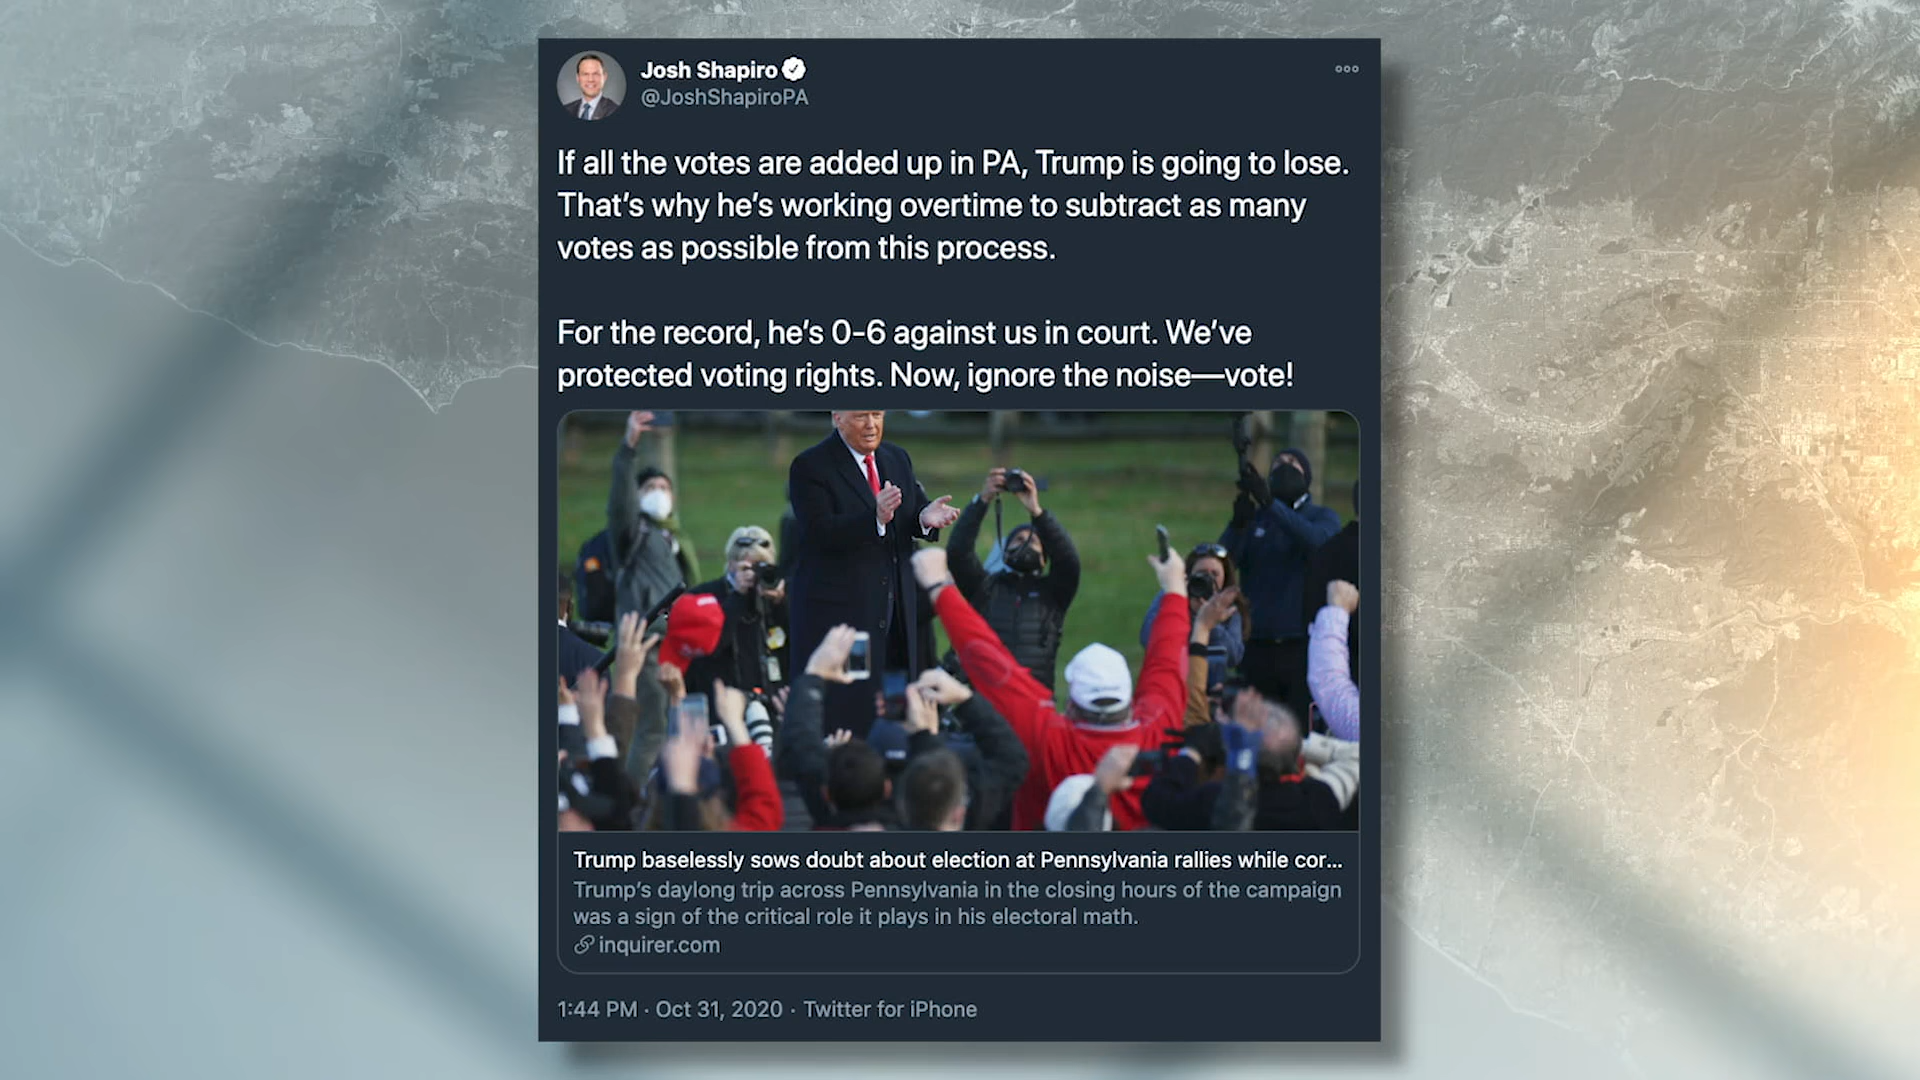 Josh Shapiro
@JoshShapiroPA
If all the votes are added up in PA, Trump is going to lose.
That's why he's working overtime to subtract as many
votes as possible from this process.
For the record, he's 0-6 against us in court. We've
protected voting rights. Now, ignore the noise—vote!
Trump baselessly sows doubt about election at Pennsylvania rallies while cor...
Trump's daylong trip across Pennsylvania in the closing hours of the campaign
was a sign of the critical role it plays in his electoral math.
inquirer.com
1:44 PM · Oct 31, 2020 · Twitter for iPhone